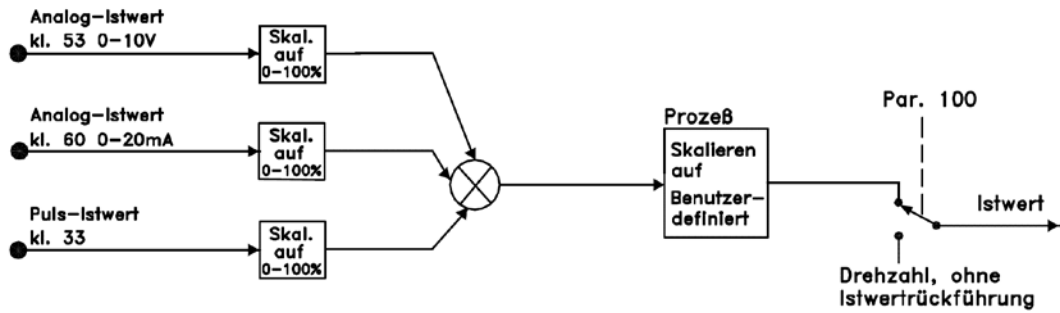 Analog-Istwert
kl. 53 0-10V
Skal.
auf
0-100%
Analog-Istwert
kl. 60 0-20mA
Skal.
auf
0-100%
Puls-Istwert
kl. 33
Skal.
auf
0-100%
Prozeß
Skalieren
auf
Benutzer-
definiert
Par. 100
Istwert
Drehzahl, ohne
Istwertrückführung